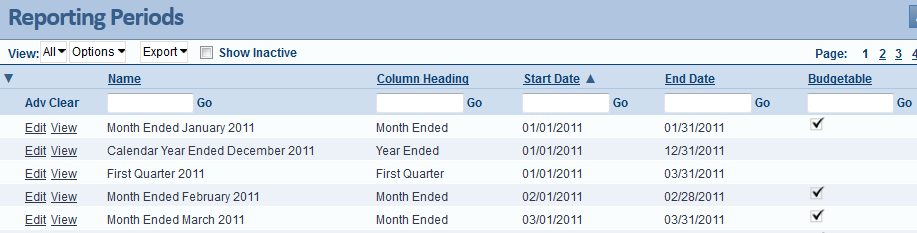 Reporting Periods
View: All Options Export Show Inactive Page: 1 2 3 4
Name Column Heading Start Date End Date Budgetable
Adv Clear Go Go Go Go Go
Edit View Month Ended January 2011 Month Ended 01/01/2011 01/31/2011
Edit View Calendar Year Ended December 2011 Year Ended 01/01/2011 12/31/2011
Edit View First Quarter 2011 First Quarter 01/01/2011 03/31/2011
Edit View Month Ended February 2011 Month Ended 02/01/2011 02/28/2011
Edit View Month Ended March 2011 Month Ended 03/01/2011 03/31/2011